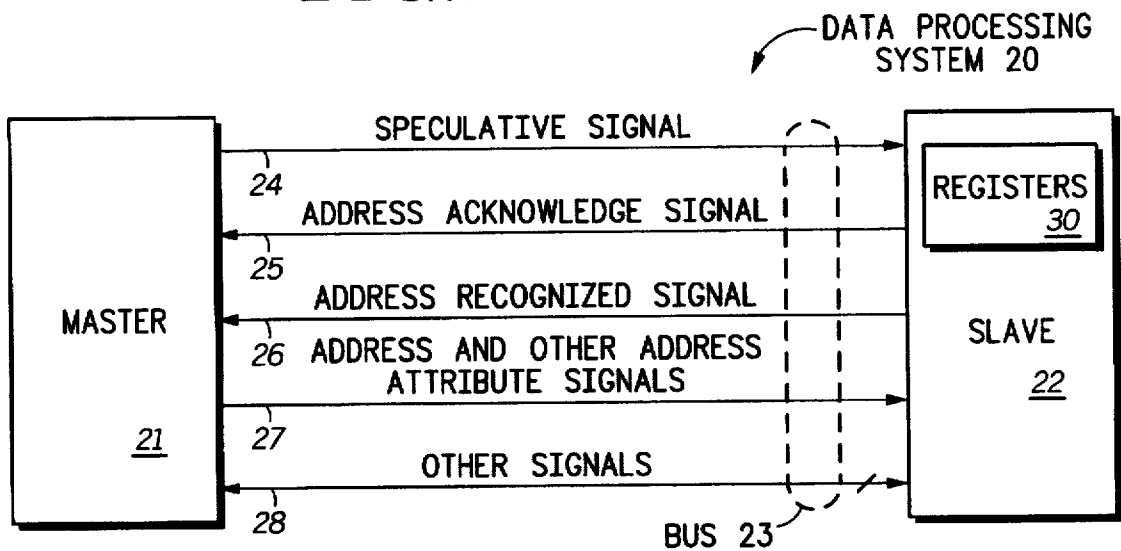 DATA PROCESSING
SYSTEM 20
SPECULATIVE SIGNAL
24
REGISTERS
30
ADDRESS ACKNOWLEDGE SIGNAL
25
ADDRESS RECOGNIZED SIGNAL
26
MASTER
21
SLAVE
22
ADDRESS AND OTHER ADDRESS
ATTRIBUTE SIGNALS
27
OTHER SIGNALS
28
BUS 23